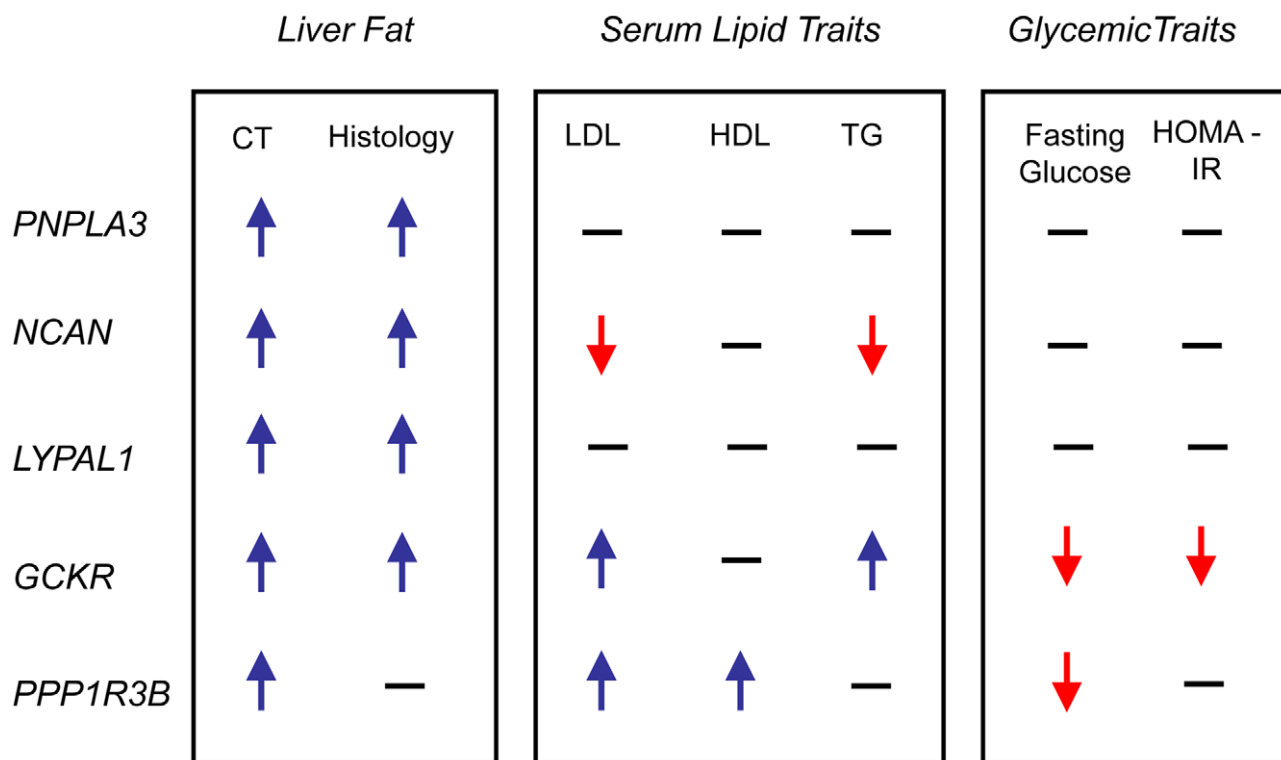 Liver Fat
Serum Lipid Traits
GlycemicTraits
CT
Histology
LDL
HDL
TG
Fasting
Glucose
HOMA -
IR
PNPLA3
NCAN
LYPAL1
GCKR
PPP1R3B